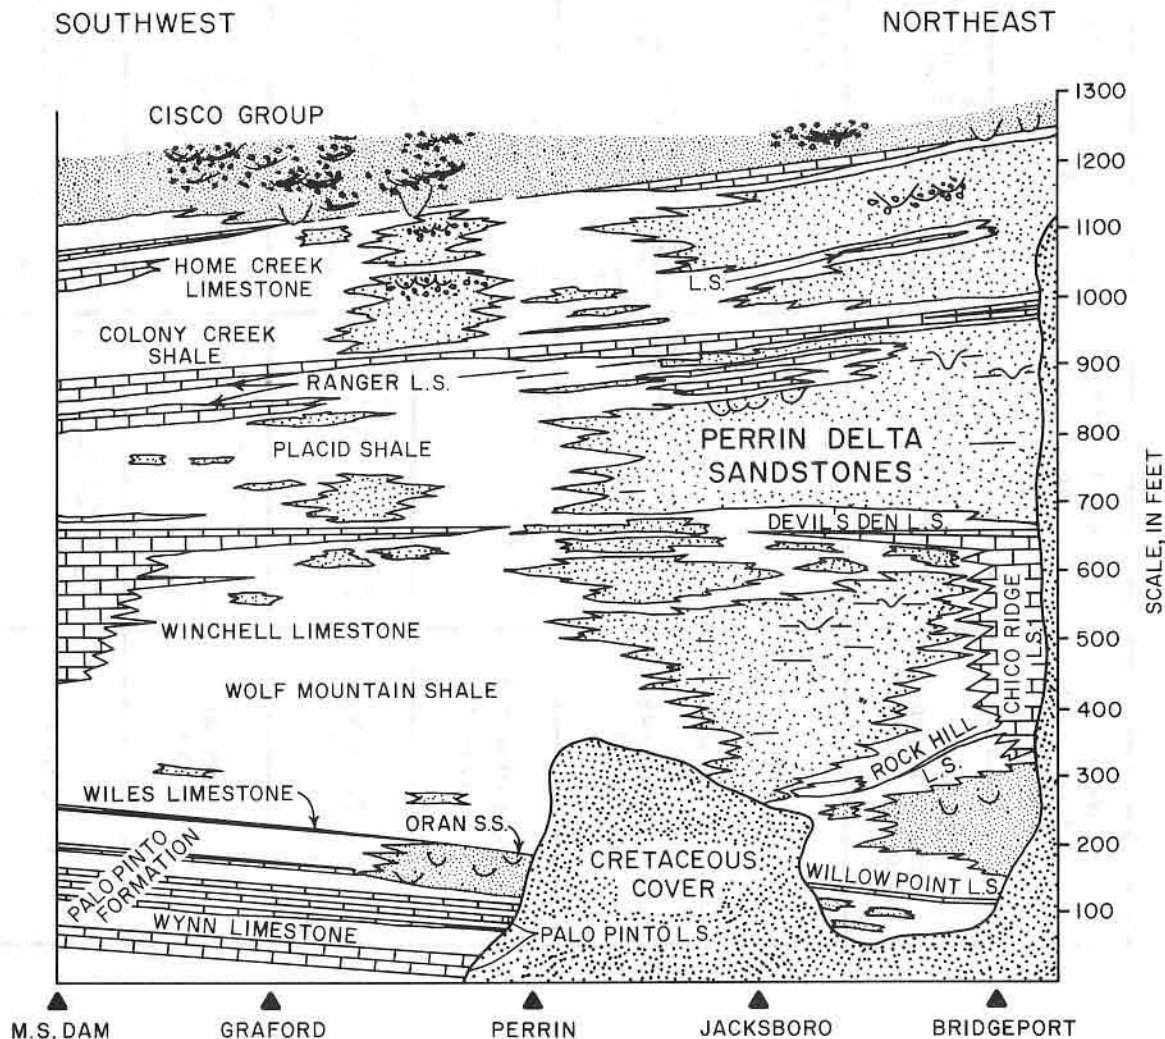 SOUTHWEST
NORTHEAST
CISCO GROUP
1300
1200
1100
1000
900
800
700
600
500
400
300
200
100
SCALE, IN FEET
HOME CREEK
LIMESTONE
L.S.
COLONY CREEK
SHALE
RANGER L.S.
PLACID SHALE
PERRIN DELTA
SANDSTONES
DEVIL'S DEN L.S.
WINCHELL LIMESTONE
CHICO RIDGE
L.S.
WOLF MOUNTAIN SHALE
ROCK HILL
L.S.
WILES LIMESTONE
ORAN S.S.
PALO PINTO
FORMATION
CRETACEOUS
COVER
WILLOW POINT L.S.
WYNN LIMESTONE
PALO PINTO L.S.
M.S. DAM
GRAFORD
PERRIN
JACKSBORO
BRIDGEPORT